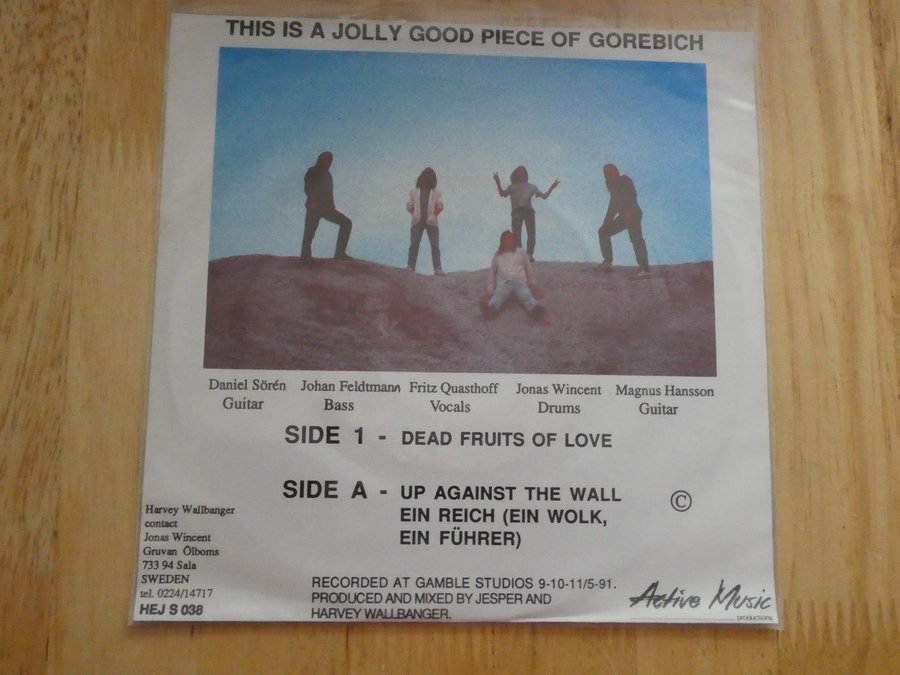 THIS IS A JOLLY GOOD PIECE OF GOREBICH
Daniel Sörén Johan Feldtmann Fritz Quasthoff Jonas Wincent Magnus Hansson
Guitar Bass Vocals Drums Guitar
SIDE 1 - DEAD FRUITS OF LOVE
SIDE A - UP AGAINST THE WALL
EIN REICH (EIN WOLK,
EIN FÜHRER)
©
Harvey Wallbanger
contact
Jonas Wincent
Gruvan Ölboms
733 94 Sala
SWEDEN
tel. 0224/14717
HEJ S 038
RECORDED AT GAMBLE STUDIOS 9-10-11/5-91.
PRODUCED AND MIXED BY JESPER AND
HARVEY WALLBANGER.
Active Music
productions